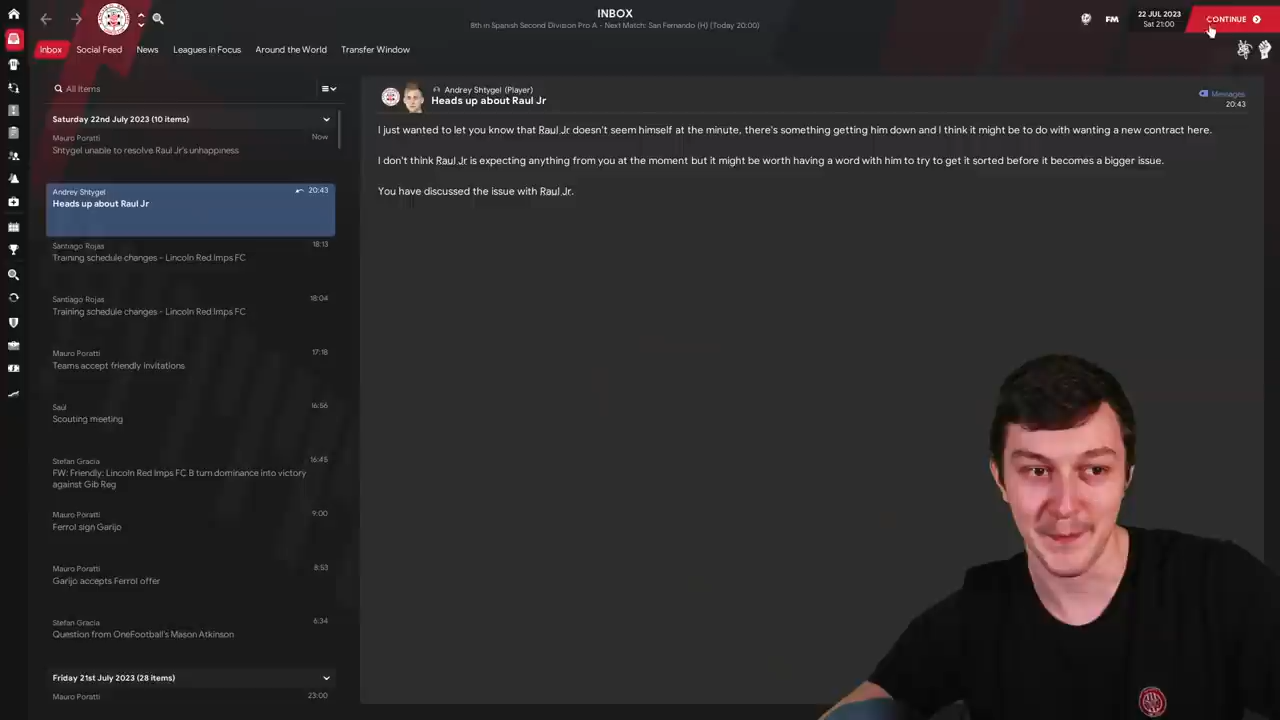 INBOX
8th in Spanish Second Division Pro A - Next Match: San Fernando (H) (Today 20:00)
FM
22 JUL 2023
Sat 21:00
CONTINUE
Inbox
Social Feed
News
Leagues in Focus
Around the World
Transfer Window
All Items
Saturday 22nd July 2023 (10 items)
Mauro Poratti
Now
Shtygel unable to resolve Raul Jr's unhappiness
Andrey Shtygel
20:43
Heads up about Raul Jr
Santiago Rojas
18:13
Training schedule changes - Lincoln Red Imps FC
Santiago Rojas
18:04
Training schedule changes - Lincoln Red Imps FC
Mauro Poratti
17:18
Teams accept friendly invitations
Saúl
16:56
Scouting meeting
Stefan Gracia
16:45
FW: Friendly: Lincoln Red Imps FC B turn dominance into victory
against Gib Reg
Mauro Poratti
9:00
Ferrol sign Garijo
Mauro Poratti
8:53
Garijo accepts Ferrol offer
Stefan Gracia
6:34
Question from OneFootball's Mason Atkinson
Friday 21st July 2023 (28 items)
Mauro Poratti
23:00
Andrey Shtygel (Player)
Heads up about Raul Jr
Messages
20:43
I just wanted to let you know that Raul Jr doesn't seem himself at the minute, there's something getting him down and I think it might be to do with wanting a new contract here.
I don't think Raul Jr is expecting anything from you at the moment but it might be worth having a word with him to try to get it sorted before it becomes a bigger issue.
You have discussed the issue with Raul Jr.